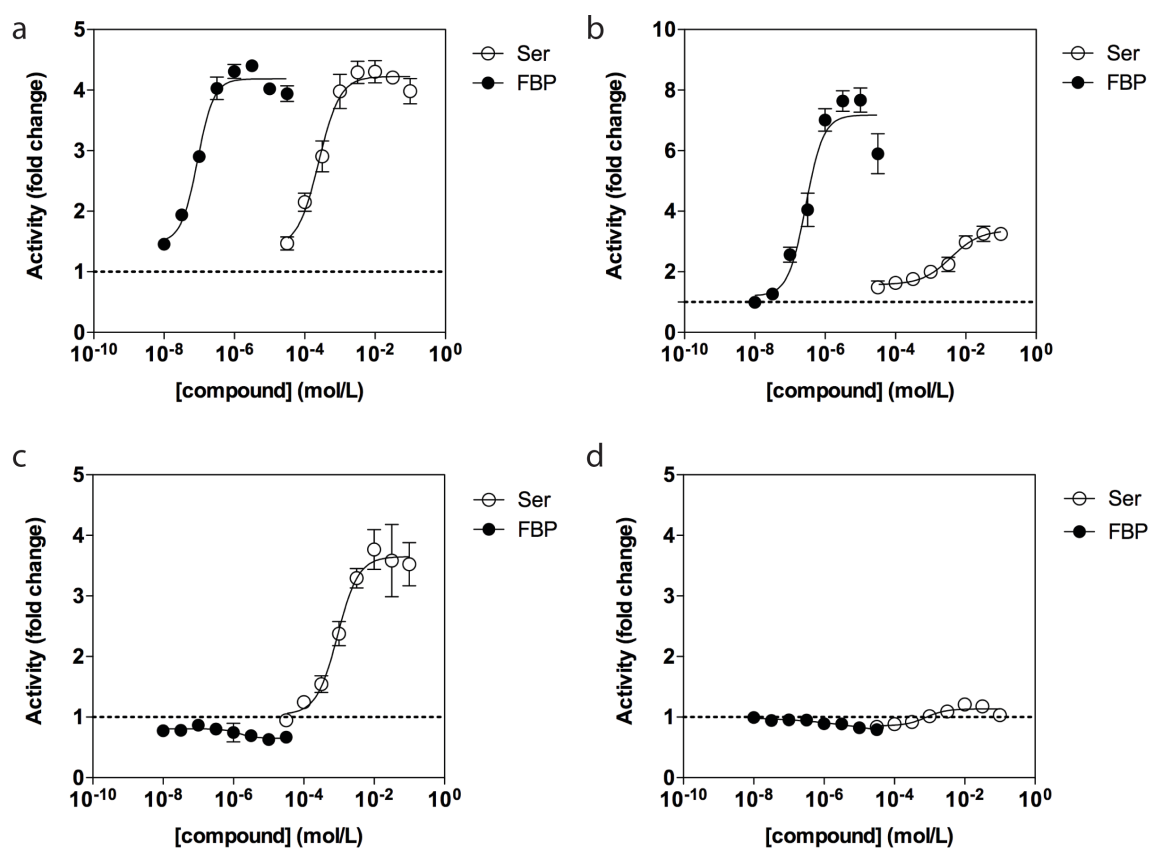 a
5
4
3
2
1
0
Activity (fold change)
10-10 10-8 10-6 10-4 10-2 100
[compound] (mol/L)
Ser
FBP
b
10
8
6
4
2
0
Activity (fold change)
10-10 10-8 10-6 10-4 10-2 100
[compound] (mol/L)
Ser
FBP
c
5
4
3
2
1
0
Activity (fold change)
10-10 10-8 10-6 10-4 10-2 100
[compound] (mol/L)
Ser
FBP
d
5
4
3
2
1
0
Activity (fold change)
10-10 10-8 10-6 10-4 10-2 100
[compound] (mol/L)
Ser
FBP